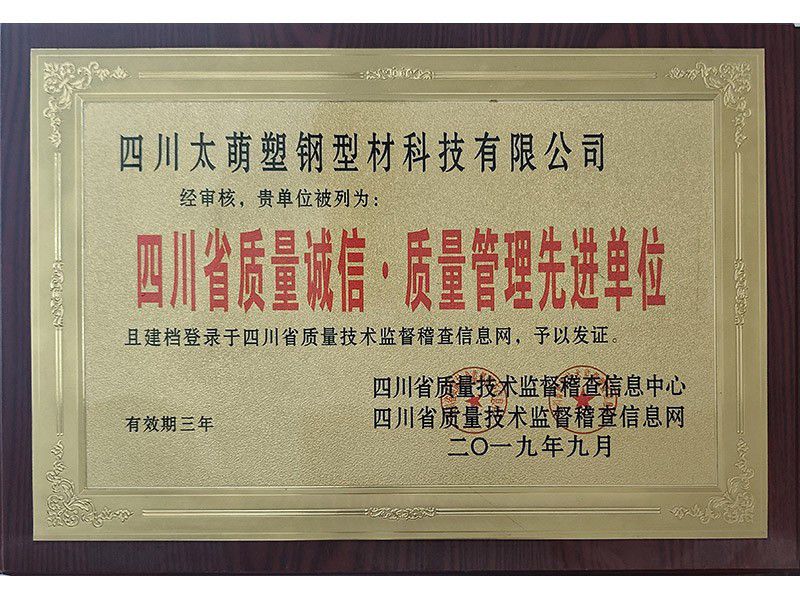 四川太萌塑钢型材科技有限公司
经审核，贵单位被列为：
四川省质量诚信·质量管理先进单位
且建档登录于四川省质量技术监督稽查信息网，予以发证。
四川省质量技术监督稽查信息中心
有效期三年
四川省质量技术监督稽查信息网
二〇一九年九月